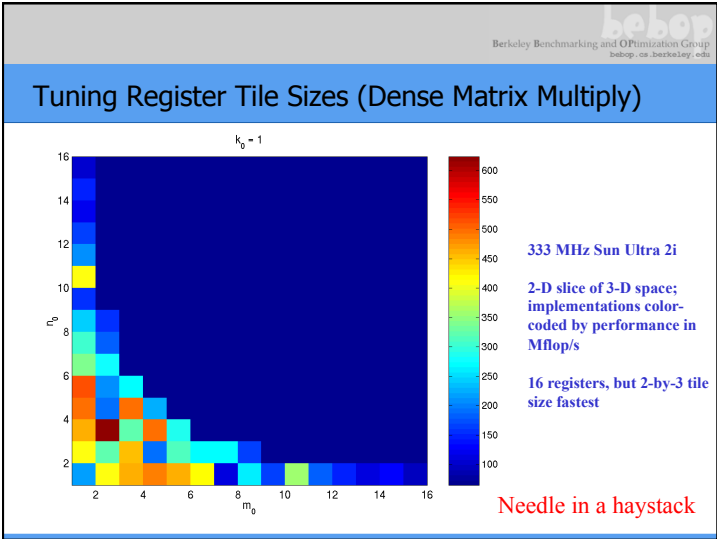 bebop
Berkeley Benchmarking and OPtimization Group
bebop.cs.berkeley.edu
Tuning Register Tile Sizes (Dense Matrix Multiply)
k0 = 1
16
14
12
10
8
6
4
2
n0
2 4 6 8 10 12 14 16
m0
600
550
500
450
400
350
300
250
200
150
100
333 MHz Sun Ultra 2i
2-D slice of 3-D space;
implementations color-
coded by performance in
Mflop/s
16 registers, but 2-by-3 tile
size fastest
Needle in a haystack